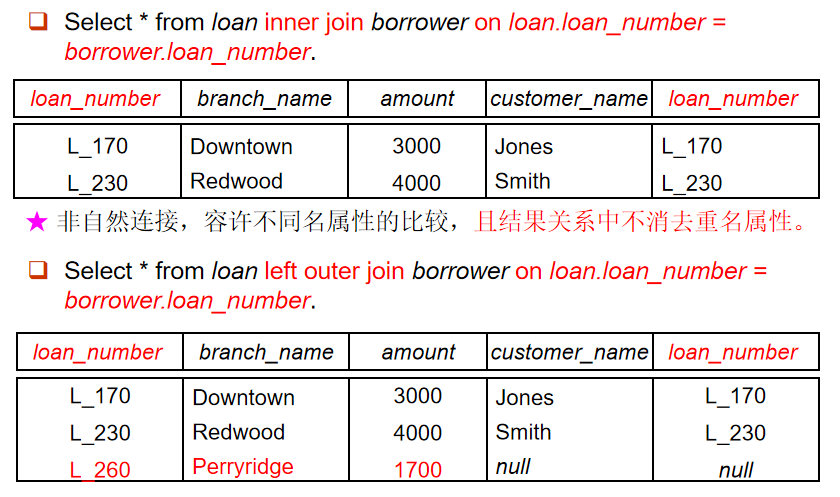 ❑ Select * from loan inner join borrower on loan.loan_number =
borrower.loan_number.
loan_number branch_name amount customer_name loan_number
L_170 Downtown 3000 Jones L_170
L_230 Redwood 4000 Smith L_230
★ 非自然连接，容许不同名属性的比较，且结果关系中不消去重名属性。
❑ Select * from loan left outer join borrower on loan.loan_number =
borrower.loan_number.
loan_number branch_name amount customer_name loan_number
L_170 Downtown 3000 Jones L_170
L_230 Redwood 4000 Smith L_230
L_260 Perryridge 1700 null null